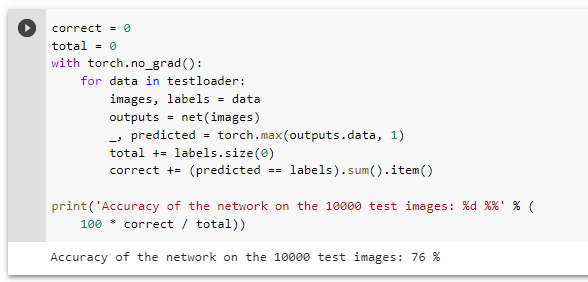 correct = 0
total = 0
with torch.no_grad():
    for data in testloader:
        images, labels = data
        outputs = net(images)
        _, predicted = torch.max(outputs.data, 1)
        total += labels.size(0)
        correct += (predicted == labels).sum().item()

print('Accuracy of the network on the 10000 test images: %d %%' % (
    100 * correct / total))
Accuracy of the network on the 10000 test images: 76 %